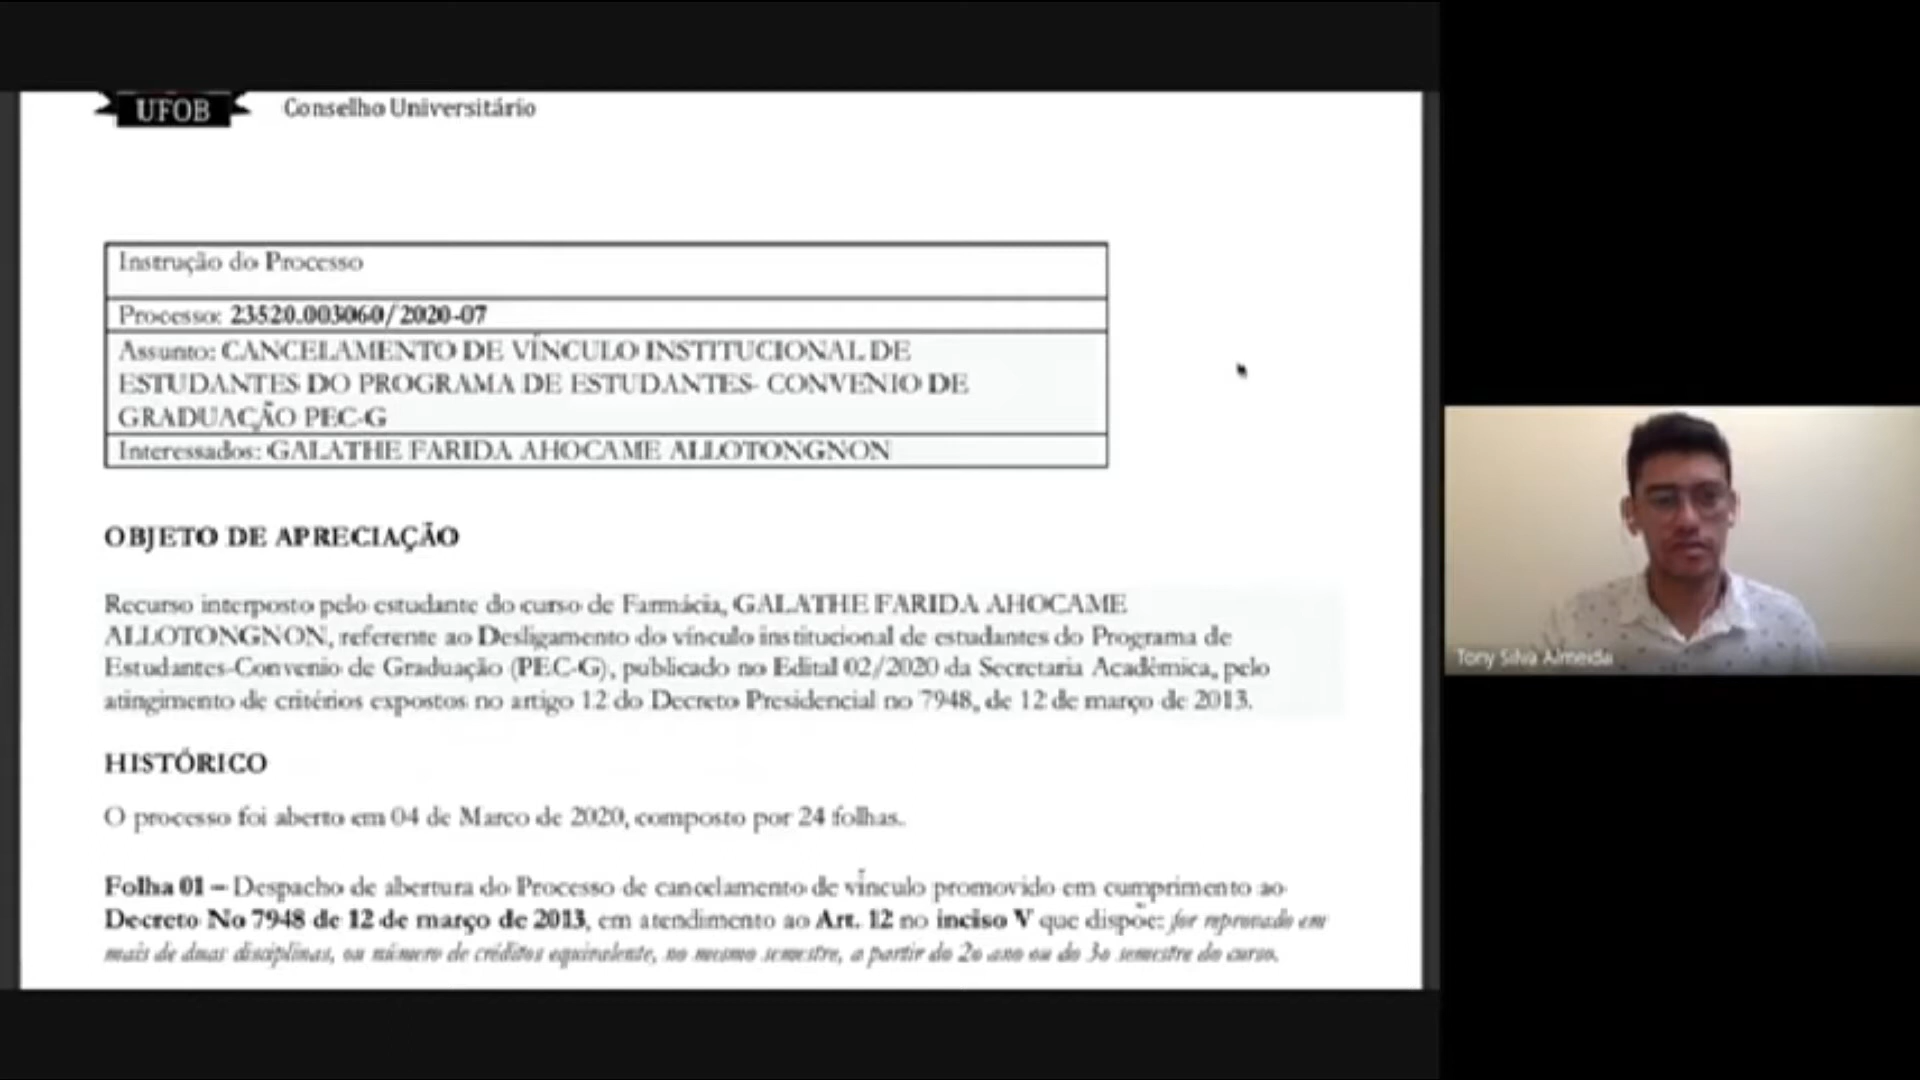 UFOB
Conselho Universitário
Instrução do Processo
Processo: 23520.003060/2020-07
Assunto: CANCELAMENTO DE VÍNCULO INSTITUCIONAL DE
ESTUDANTES DO PROGRAMA DE ESTUDANTES- CONVENIO DE
GRADUAÇÃO PEC-G
Interessados: GALATHE FARIDA AHOCAME ALLOTONGNON
OBJETO DE APRECIAÇÃO
Recurso interposto pelo estudante do curso de Farmácia, GALATHE FARIDA AHOCAME
ALLOTONGNON, referente ao Desligamento do vínculo institucional de estudantes do Programa de
Estudantes-Convenio de Graduação (PEC-G), publicado no Edital 02/2020 da Secretaria Acadêmica, pelo
atingimento de critérios expostos no artigo 12 do Decreto Presidencial no 7948, de 12 de março de 2013.
HISTÓRICO
O processo foi aberto em 04 de Marco de 2020, composto por 24 folhas.
Folha 01 – Despacho de abertura do Processo de cancelamento de vínculo promovido em cumprimento ao
Decreto No 7948 de 12 de março de 2013, em atendimento ao Art. 12 no inciso V que dispõe: for reprovado em
mais de duas disciplinas, ou número de créditos equivalente, no mesmo semestre, a partir do 2o ano ou do 3o semestre do curso.
Tony Silva Almeida